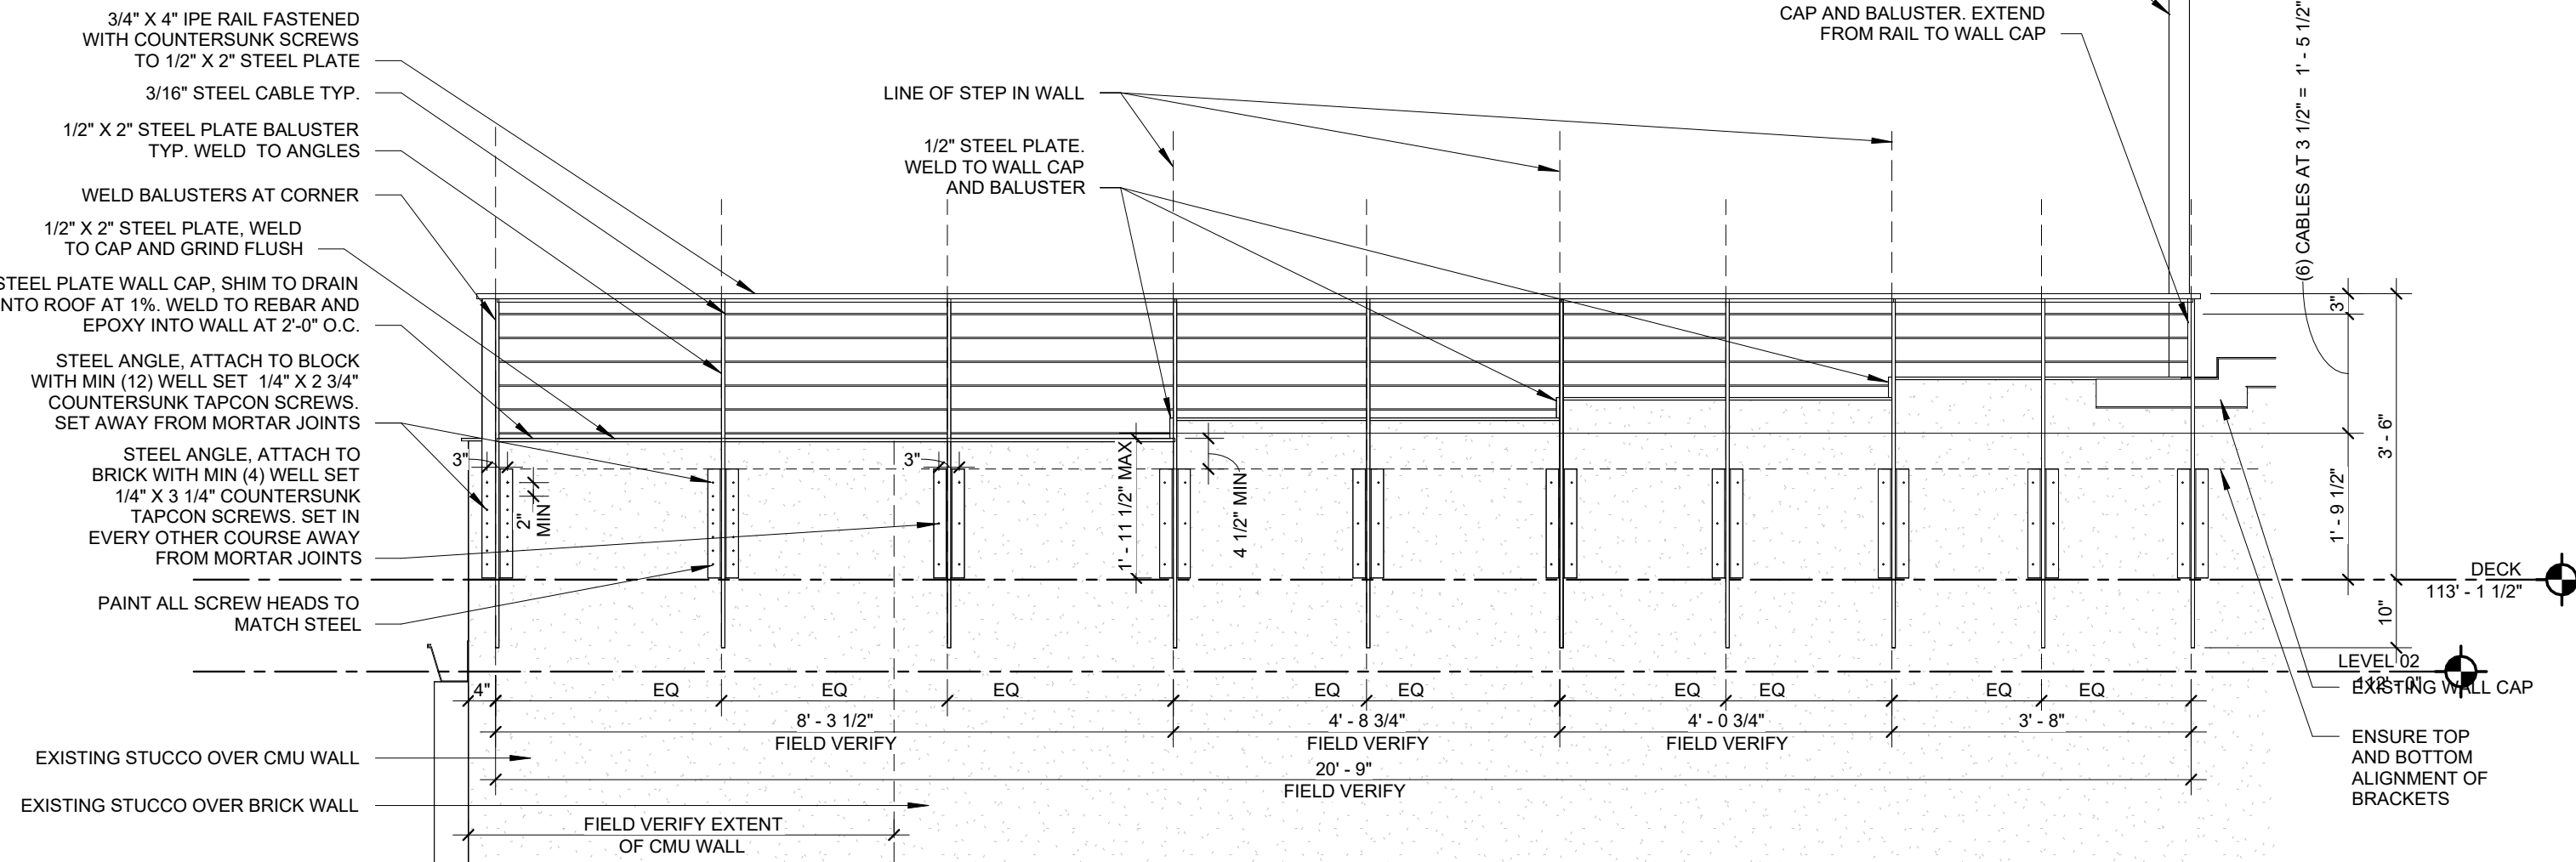 3/4" X 4" IPE RAIL FASTENED
WITH COUNTERSUNK SCREWS
TO 1/2" X 2" STEEL PLATE
3/16" STEEL CABLE TYP.
1/2" X 2" STEEL PLATE BALUSTER
TYP. WELD TO ANGLES
WELD BALUSTERS AT CORNER
1/2" X 2" STEEL PLATE, WELD
TO CAP AND GRIND FLUSH
STEEL PLATE WALL CAP, SHIM TO DRAIN
INTO ROOF AT 1%. WELD TO REBAR AND
EPOXY INTO WALL AT 2'-0" O.C.
STEEL ANGLE, ATTACH TO BLOCK
WITH MIN (12) WELL SET 1/4" X 2 3/4"
COUNTERSUNK TAPCON SCREWS.
SET AWAY FROM MORTAR JOINTS
STEEL ANGLE, ATTACH TO
BRICK WITH MIN (4) WELL SET
1/4" X 3 1/4" COUNTERSUNK
TAPCON SCREWS. SET IN
EVERY OTHER COURSE AWAY
FROM MORTAR JOINTS
PAINT ALL SCREW HEADS TO
MATCH STEEL
EXISTING STUCCO OVER CMU WALL
EXISTING STUCCO OVER BRICK WALL
LINE OF STEP IN WALL
1/2" STEEL PLATE.
WELD TO WALL CAP
AND BALUSTER
CAP AND BALUSTER. EXTEND
FROM RAIL TO WALL CAP
(6) CABLES AT 3 1/2" = 1' - 5 1/2"
3"
3' - 6"
1' - 9 1/2"
10"
3"
2"
MIN
3"
1' - 11 1/2" MAX
4 1/2" MIN
DECK
113' - 1 1/2"
LEVEL 02
112' - 0"
EXISTING WALL CAP
ENSURE TOP
AND BOTTOM
ALIGNMENT OF
BRACKETS
4"
EQ
EQ
EQ
EQ
EQ
EQ
EQ
EQ
EQ
8' - 3 1/2"
FIELD VERIFY
4' - 8 3/4"
FIELD VERIFY
4' - 0 3/4"
FIELD VERIFY
3' - 8"
20' - 9"
FIELD VERIFY
FIELD VERIFY EXTENT
OF CMU WALL